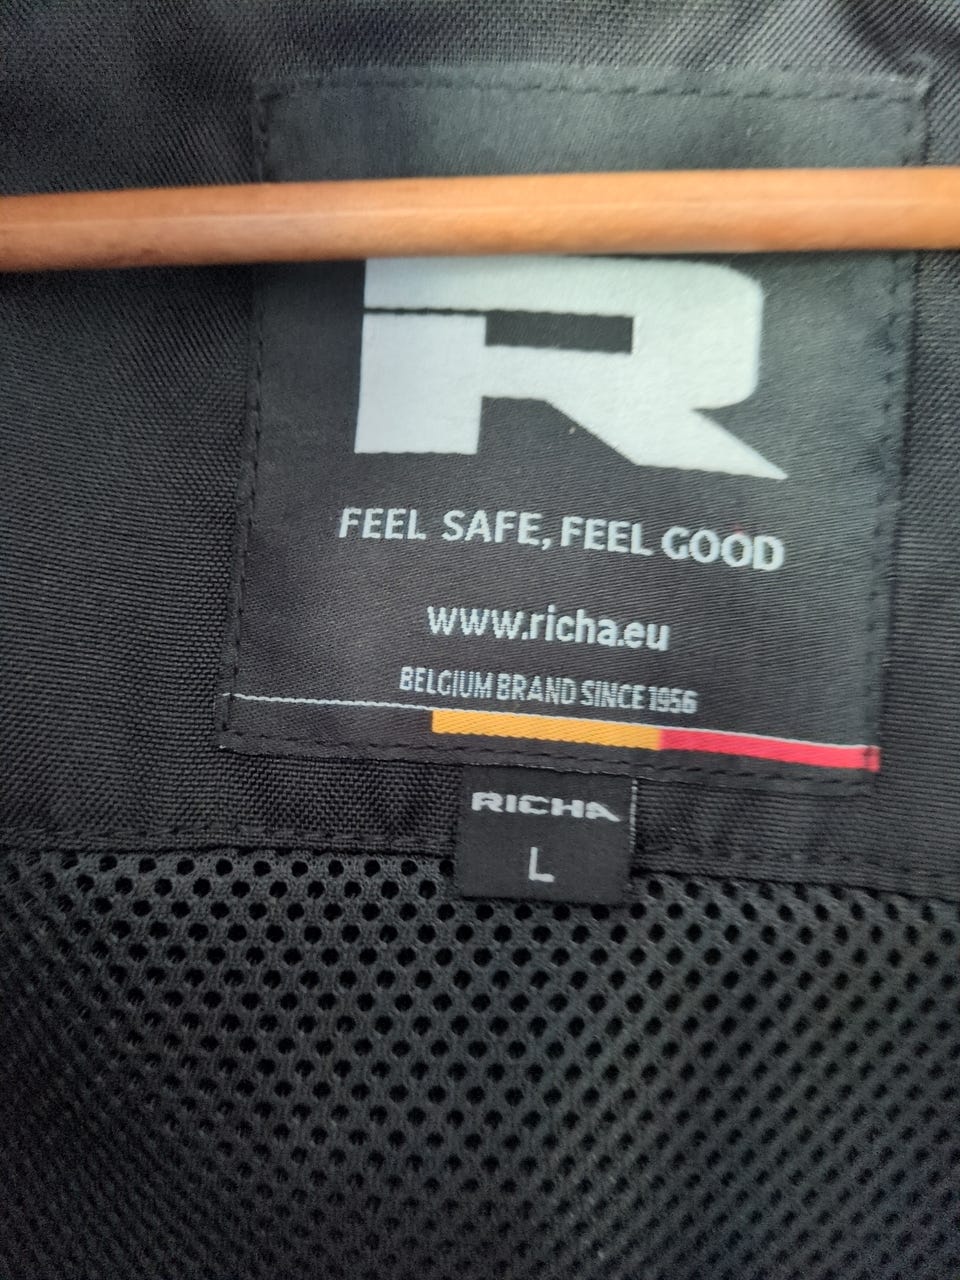 R
FEEL SAFE, FEEL GOOD
www.richa.eu
BELGIUM BRAND SINCE 1956
RICHA
L